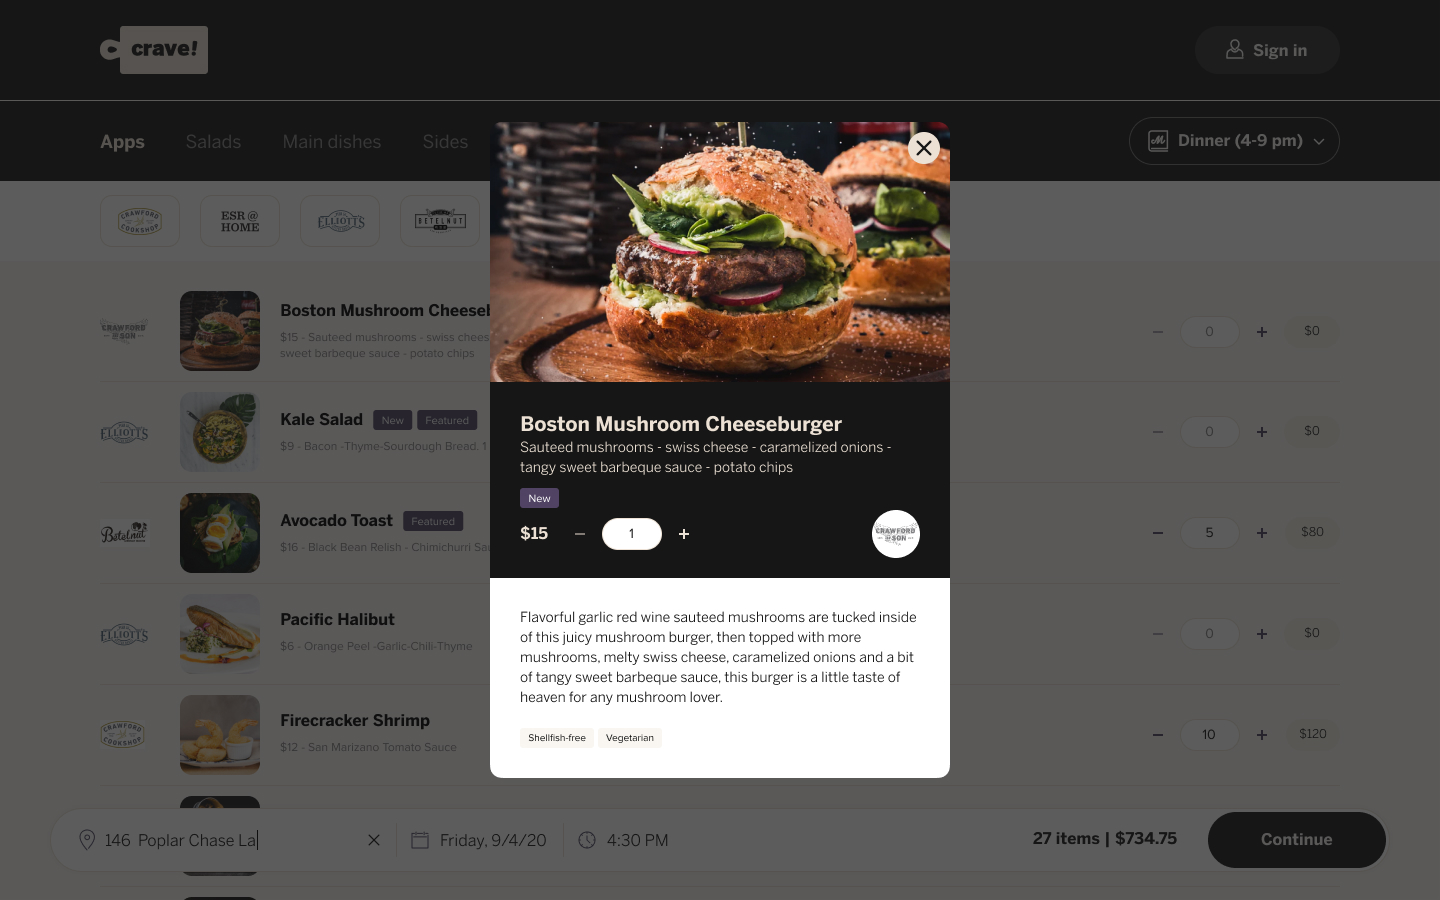 crave!
Sign in
Apps Salads Main dishes Sides
Dinner (4-9 pm)
CRAWFORD COOKSHOP
ESR @ HOME
ELLIOTTS
BETELNUT
CRAWFORD @ SON
Boston Mushroom Cheeseb
$15 - Sauteed mushrooms - swiss chees
sweet barbeque sauce - potato chips
0 $0
ELLIOTTS
Kale Salad New Featured
$9 - Bacon -Thyme-Sourdough Bread. 1
0 $0
Betelnut
Avocado Toast Featured
$16 - Black Bean Relish - Chimichurri Sau
5 $80
ELLIOTTS
Pacific Halibut
$6 - Orange Peel -Garlic-Chili-Thyme
0 $0
CRAWFORD COOKSHOP
Firecracker Shrimp
$12 - San Marizano Tomato Sauce
10 $120
Boston Mushroom Cheeseburger
Sauteed mushrooms - swiss cheese - caramelized onions -
tangy sweet barbeque sauce - potato chips
New
$15 1
CRAWFORD @ SON
Flavorful garlic red wine sauteed mushrooms are tucked inside
of this juicy mushroom burger, then topped with more
mushrooms, melty swiss cheese, caramelized onions and a bit
of tangy sweet barbeque sauce, this burger is a little taste of
heaven for any mushroom lover.
Shellfish-free Vegetarian
146 Poplar Chase La
Friday, 9/4/20
4:30 PM
27 items | $734.75
Continue